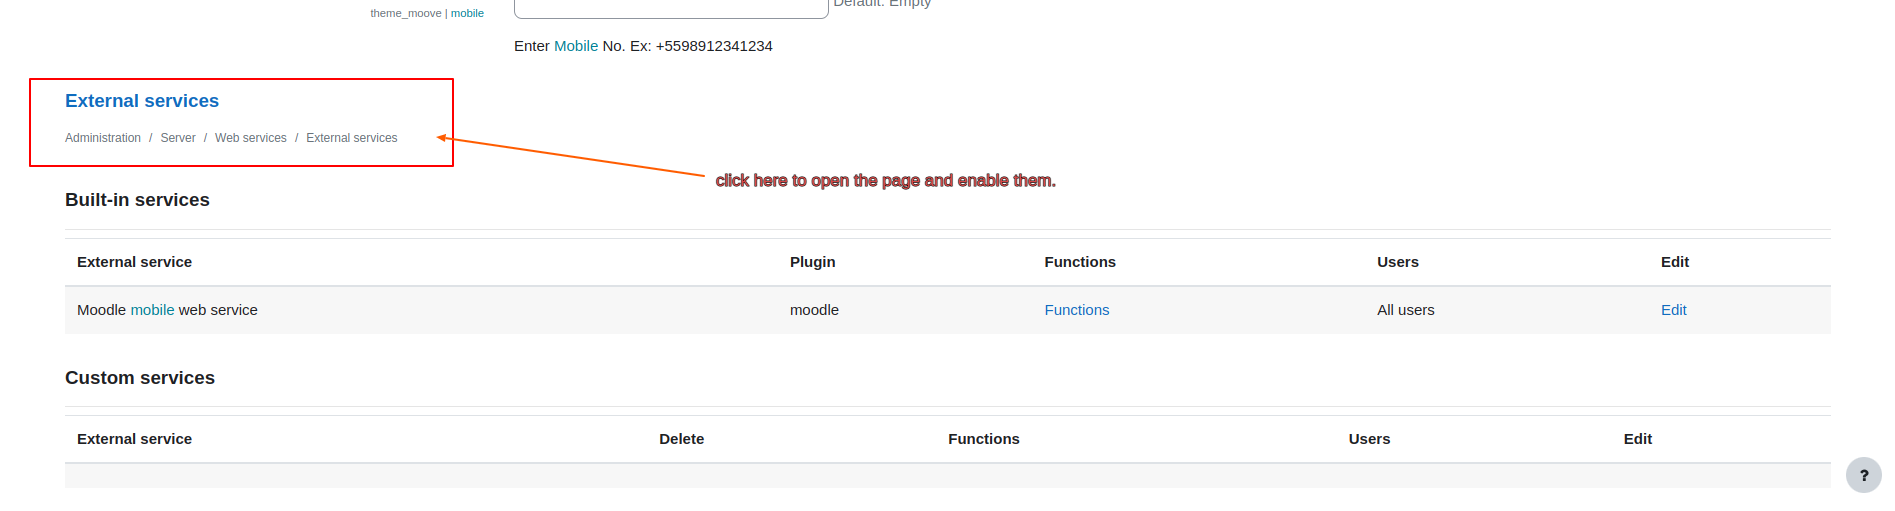 Default: Empty
theme_moove | mobile
Enter Mobile No. Ex: +5598912341234
External services
Administration / Server / Web services / External services
click here to open the page and enable them.
Built-in services
External service Plugin Functions Users Edit
Moodle mobile web service moodle Functions All users Edit
Custom services
External service Delete Functions Users Edit
?